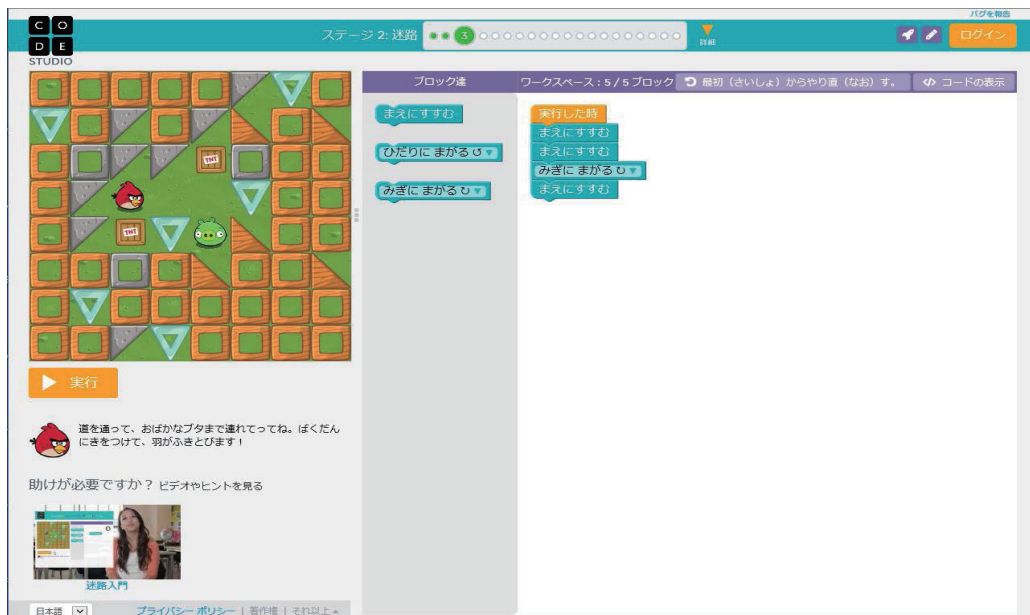 バグを報告
C O
D E
STUDIO
ステージ 2: 迷路
3
詳細
ログイン
ブロック達
ワークスペース : 5 / 5 ブロック
最初（さいしょ）からやり直（なお）す。
</> コードの表示
まえにすすむ
ひだりに まがる ↺ ▼
みぎに まがる ↻ ▼
実行した時
まえにすすむ
まえにすすむ
みぎに まがる ↻ ▼
まえにすすむ
TNT
TNT
実行
道を通って、おばかなブタまで連れてってね。ばくだん
にきをつけて、羽がふきとびます！
助けが必要ですか？ ビデオやヒントを見る
迷路入門
日本語
プライバシー ポリシー | 著作権 | それ以上 ▲